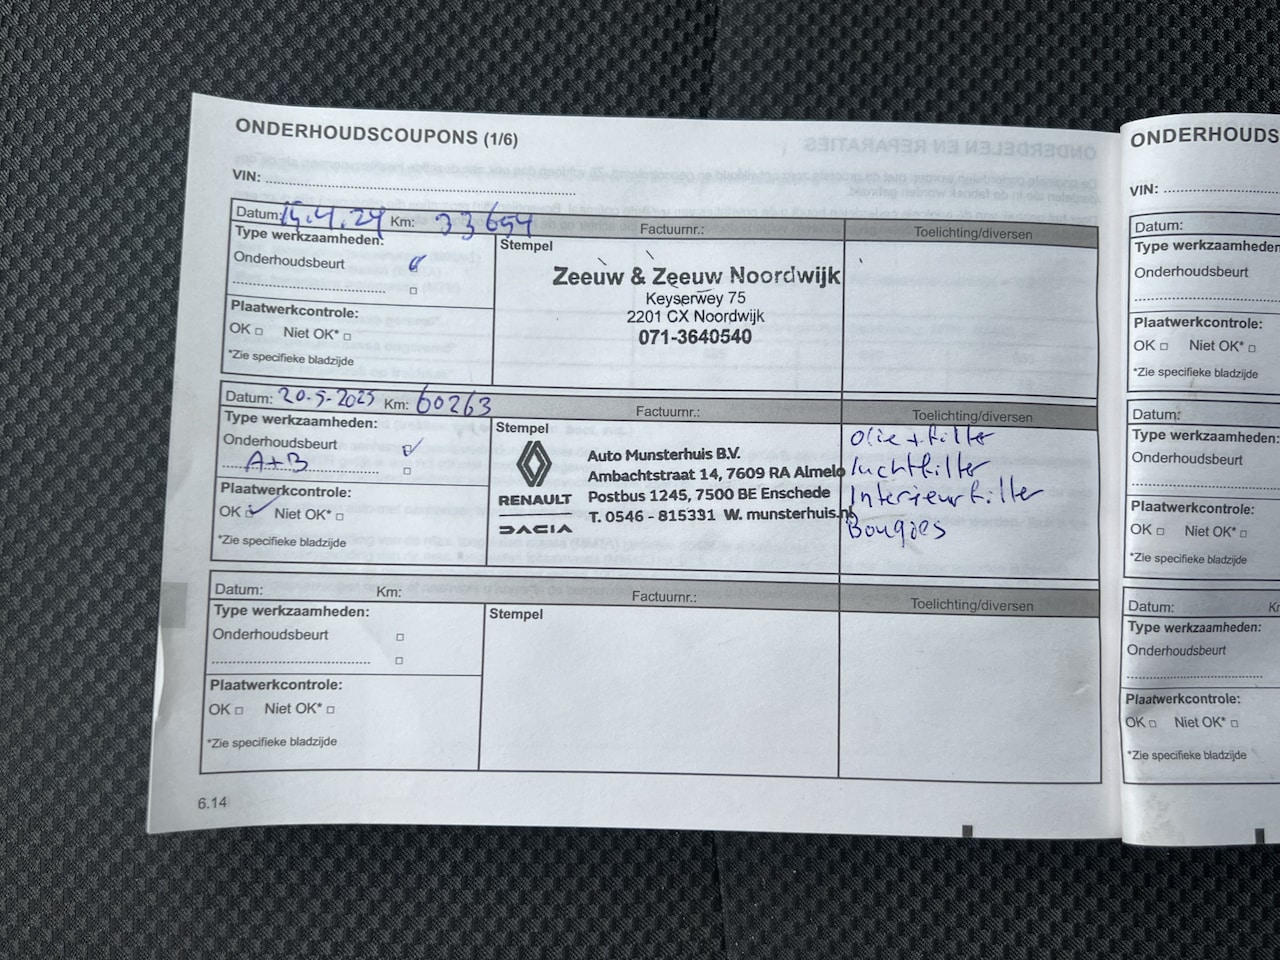 ONDERHOUDSCOUPONS (1/6)
VIN:
Datum: 15.4.24 Km: 33654 Factuurnr.: Toelichting/diversen
Type werkzaamheden:
Onderhoudsbeurt
Plaatwerkcontrole:
OK Niet OK*
*Zie specifieke bladzijde
Stempel
Zeeuw & Zeeuw Noordwijk
Keyserwey 75
2201 CX Noordwijk
071-3640540
Datum: 20-5-2025 Km: 60263 Factuurnr.: Toelichting/diversen
Type werkzaamheden:
Onderhoudsbeurt
A+B
Plaatwerkcontrole:
OK Niet OK*
*Zie specifieke bladzijde
Stempel
RENAULT
DACIA
Auto Munsterhuis B.V.
Ambachtstraat 14, 7609 RA Almelo
Postbus 1245, 7500 BE Enschede
T. 0546 - 815331 W. munsterhuis.nl
Olie + filter
luchtfilter
Interieurfilter
Bougies
Datum: Km: Factuurnr.: Toelichting/diversen
Type werkzaamheden:
Onderhoudsbeurt
Plaatwerkcontrole:
OK Niet OK*
*Zie specifieke bladzijde
Stempel
6.14
ONDERHOUDS
VIN:
Datum:
Type werkzaamheden
Onderhoudsbeurt
Plaatwerkcontrole:
OK Niet OK*
*Zie specifieke bladzijde
Datum:
Type werkzaamheden:
Onderhoudsbeurt
Plaatwerkcontrole:
OK Niet OK*
*Zie specifieke bladzijde
Datum: K
Type werkzaamheden:
Onderhoudsbeurt
Plaatwerkcontrole:
OK Niet OK*
*Zie specifieke bladzijde